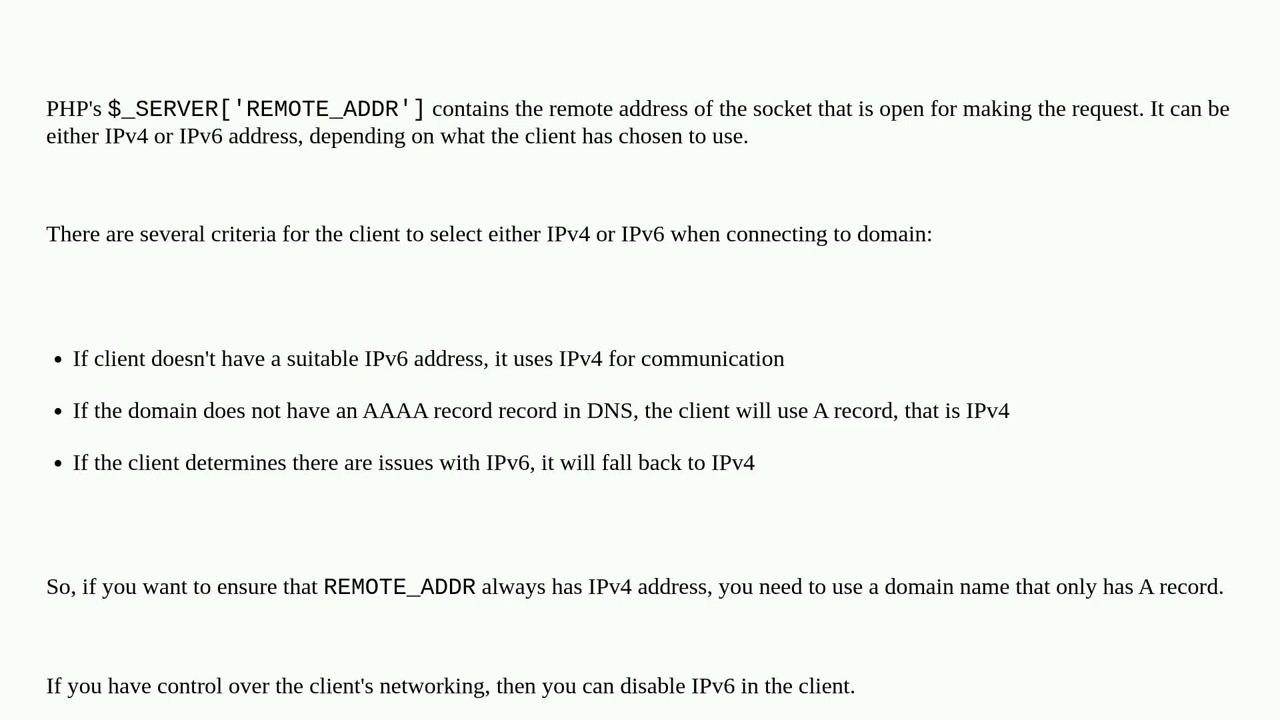 PHP's $_SERVER['REMOTE_ADDR'] contains the remote address of the socket that is open for making the request. It can be
either IPv4 or IPv6 address, depending on what the client has chosen to use.
There are several criteria for the client to select either IPv4 or IPv6 when connecting to domain:
• If client doesn't have a suitable IPv6 address, it uses IPv4 for communication
• If the domain does not have an AAAA record record in DNS, the client will use A record, that is IPv4
• If the client determines there are issues with IPv6, it will fall back to IPv4
So, if you want to ensure that REMOTE_ADDR always has IPv4 address, you need to use a domain name that only has A record.
If you have control over the client's networking, then you can disable IPv6 in the client.